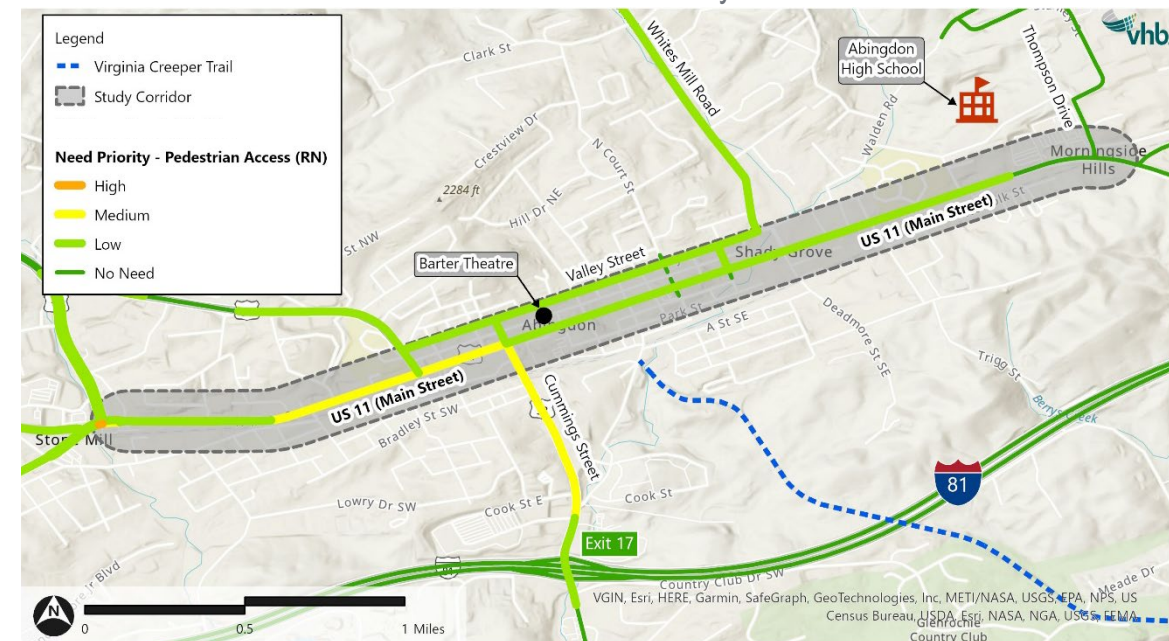 Legend
Virginia Creeper Trail
Study Corridor
Need Priority - Pedestrian Access (RN)
High
Medium
Low
No Need
vhb
Clark St
Whites Mill Road
Abingdon
High School
Thompson Drive
Walden Rd
Crestview Dr
N Court St
Morningside
Hills
2284 ft
Hill Dr NE
St NW
US 11 (Main Street)
Valley Street
Shady Grove
Barter Theatre
Abingdon
Park St
A St SE
Deadmore St SE
Trigg St
Berry's Creek
US 11 (Main Street)
Cummings Street
Bradley St SW
Stone Mill
81
Lowry Dr SW
Cook St E
Cook St
Exit 17
Country Club Dr SW
Meade Dr
re Jr Blvd
VGIN, Esri, HERE, Garmin, SafeGraph, GeoTechnologies, Inc, METI/NASA, USGS, EPA, NPS, US
Census Bureau, USDA, Esri, NASA, NGA, USGS, FEMA
Glenrochie
Country Club
N
0
0.5
1 Miles